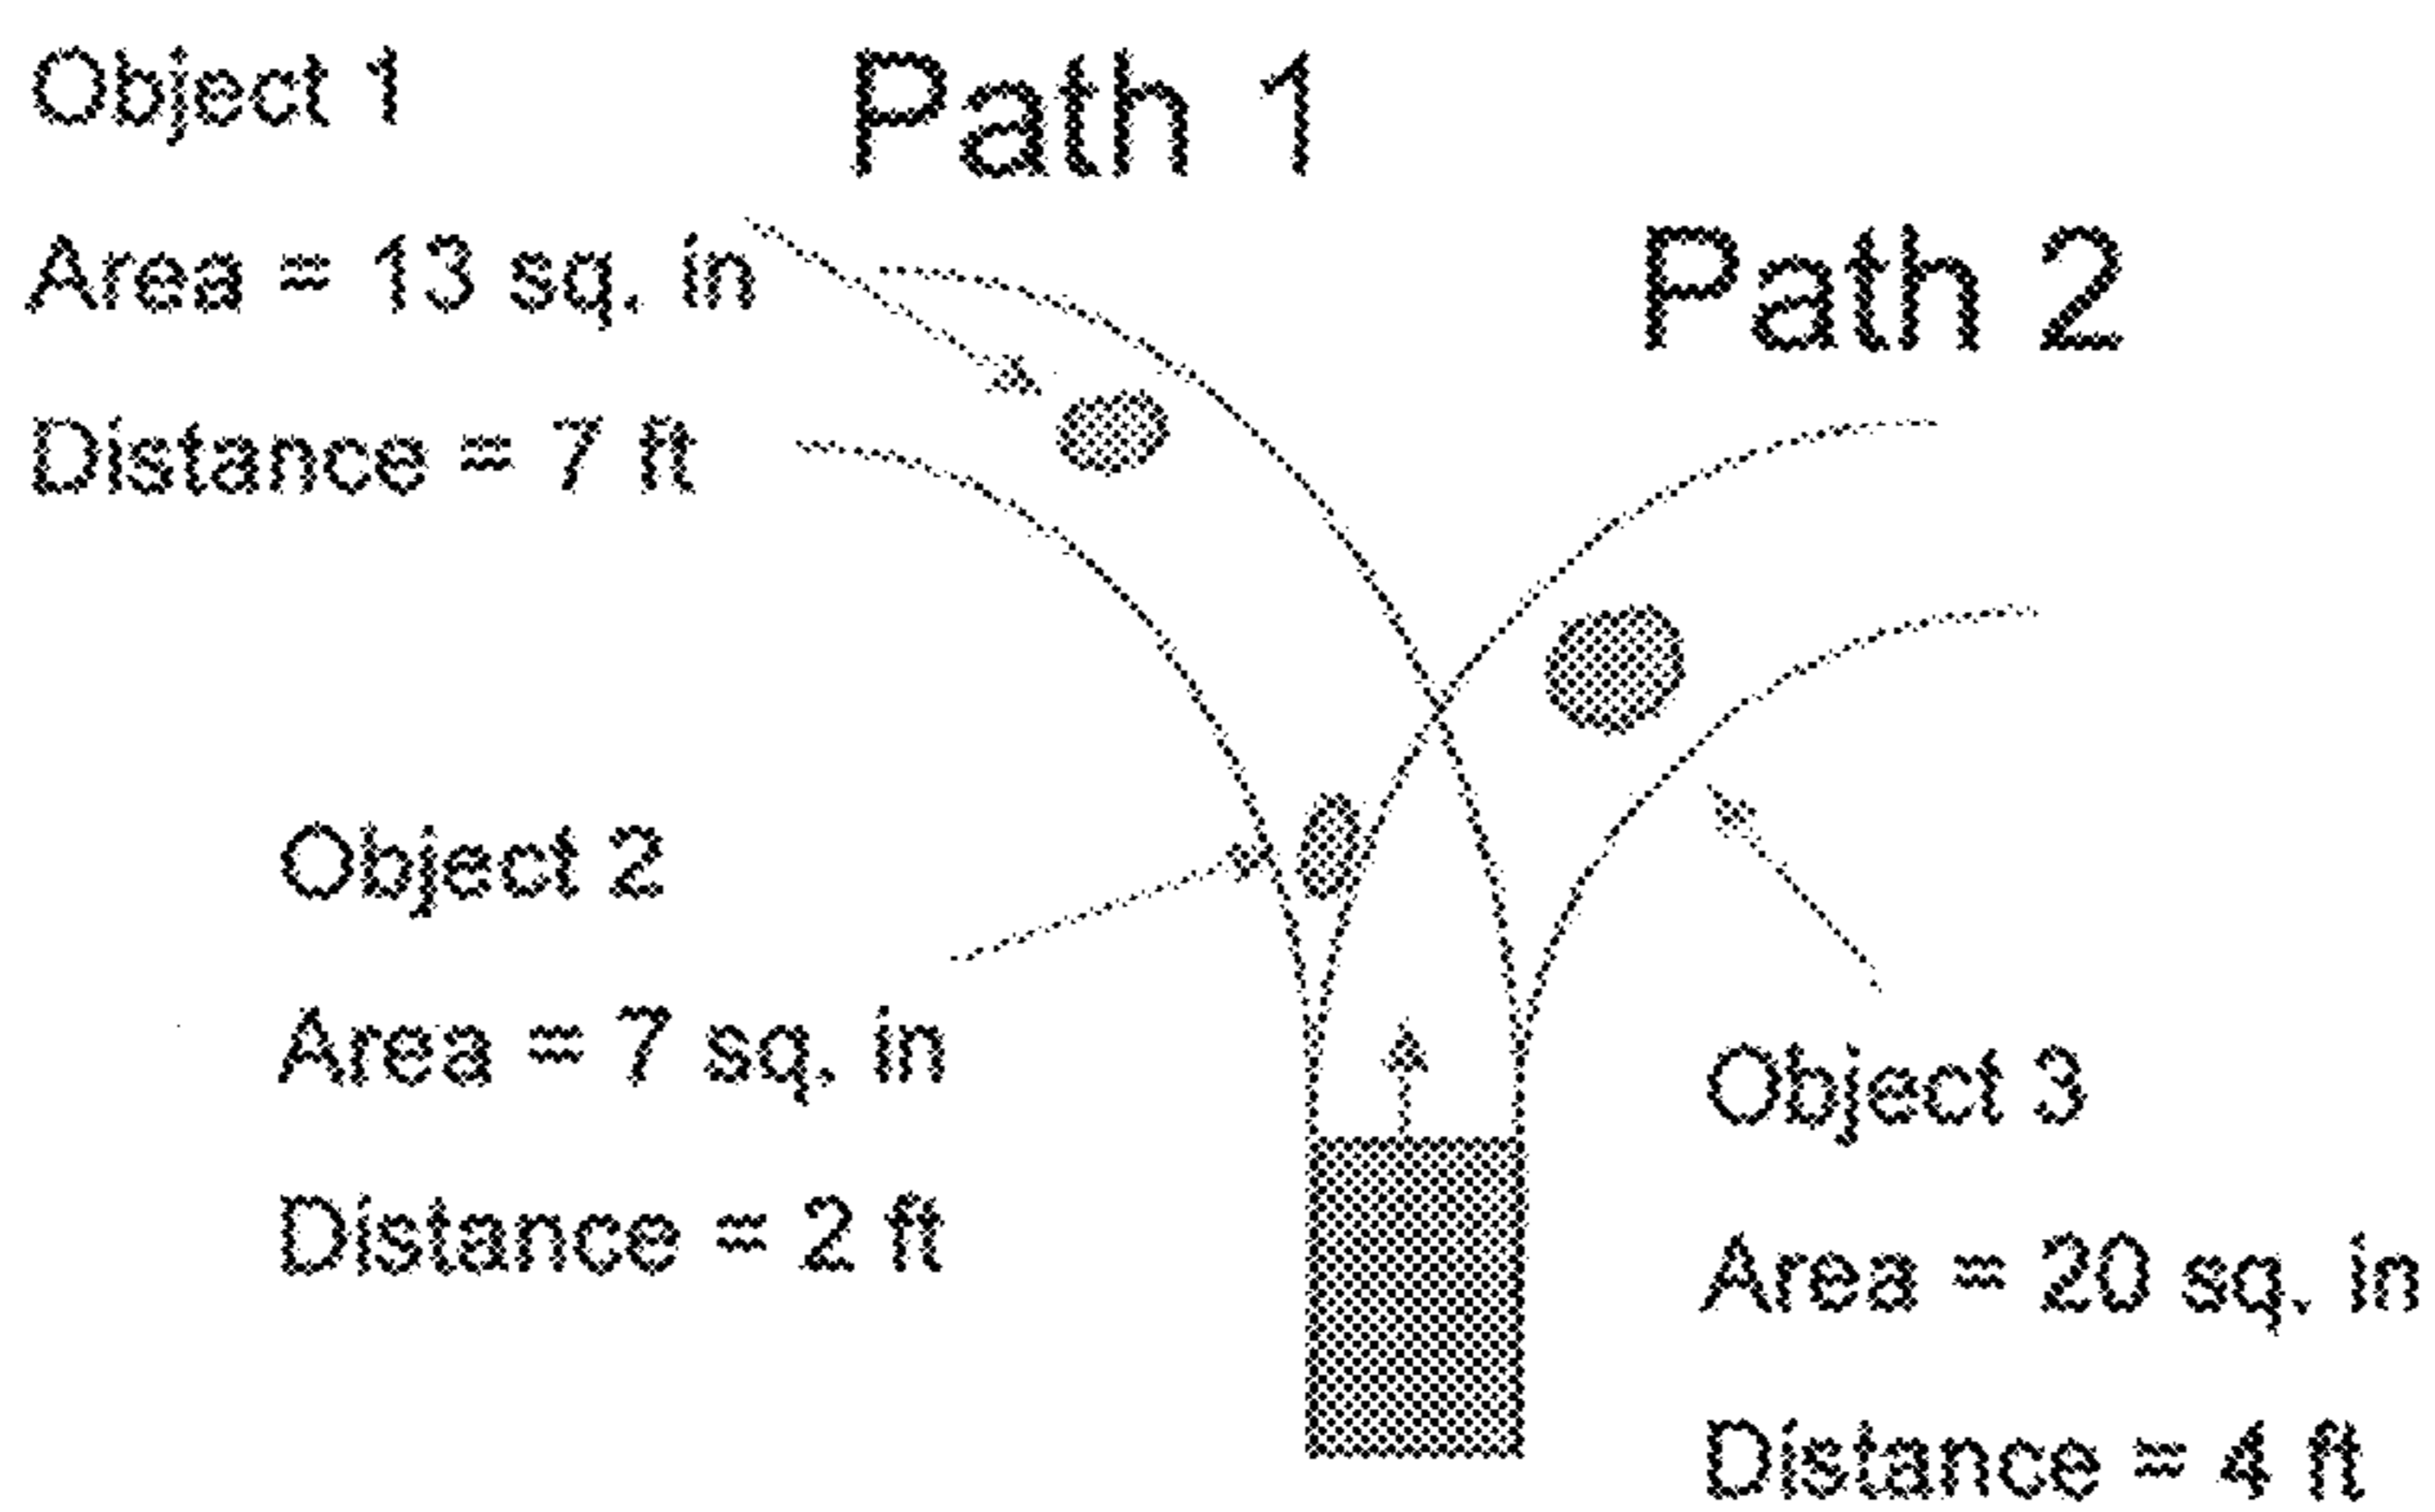 Object 1
Area = 13 sq. in
Distance = 7 ft
Path 1
Path 2
Object 2
Area = 7 sq. in
Distance = 2 ft
Object 3
Area = 20 sq. in
Distance = 4 ft